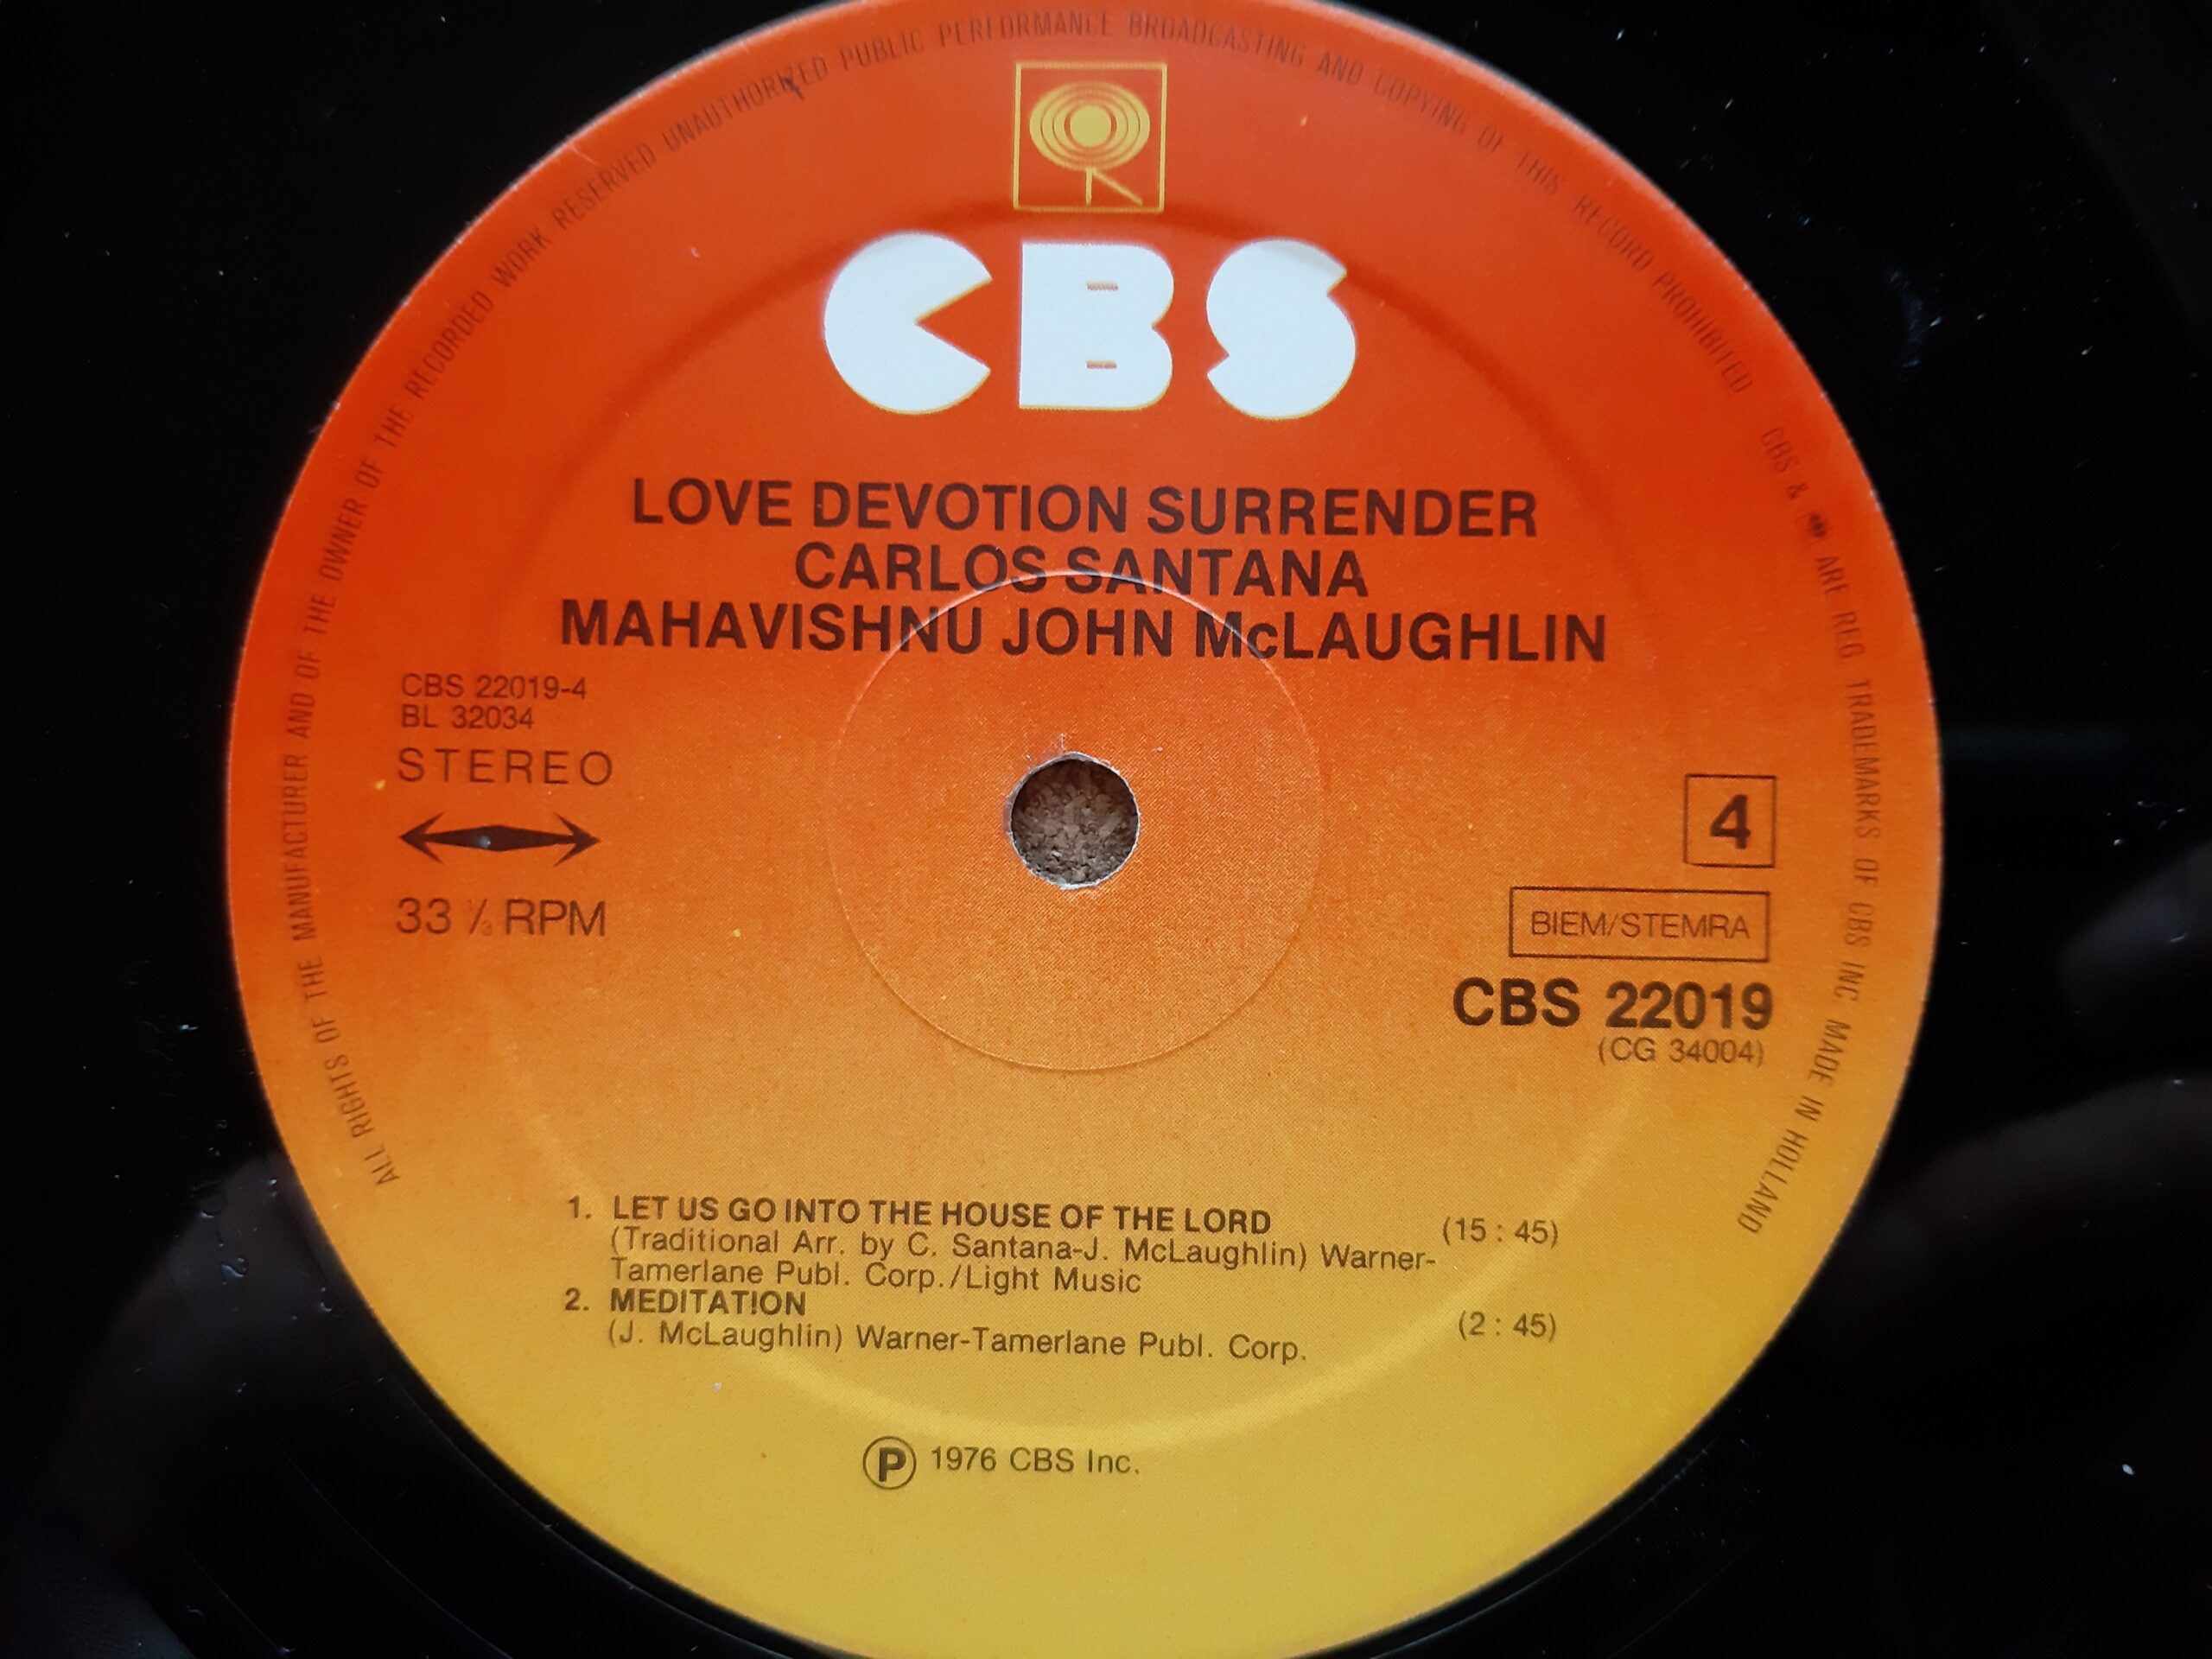 ALL RIGHTS OF THE MANUFACTURER AND OF THE OWNER OF THE RECORDED WORK RESERVED UNAUTHORIZED PUBLIC PERFORMANCE BROADCASTING AND COPYING OF THIS RECORD PROHIBITED CBS & ARE REG TRADEMARKS OF CBS INC MADE IN HOLLAND
CBS
LOVE DEVOTION SURRENDER
CARLOS SANTANA
MAHAVISHNU JOHN McLAUGHLIN
CBS 22019-4
BL 32034
STEREO
33 ⅓ RPM
4
BIEM/STEMRA
CBS 22019
(CG 34004)
1. LET US GO INTO THE HOUSE OF THE LORD (15 : 45)
(Traditional Arr. by C. Santana-J. McLaughlin) Warner-
Tamerlane Publ. Corp./Light Music
2. MEDITATION (2 : 45)
(J. McLaughlin) Warner-Tamerlane Publ. Corp.
Ⓟ 1976 CBS Inc.